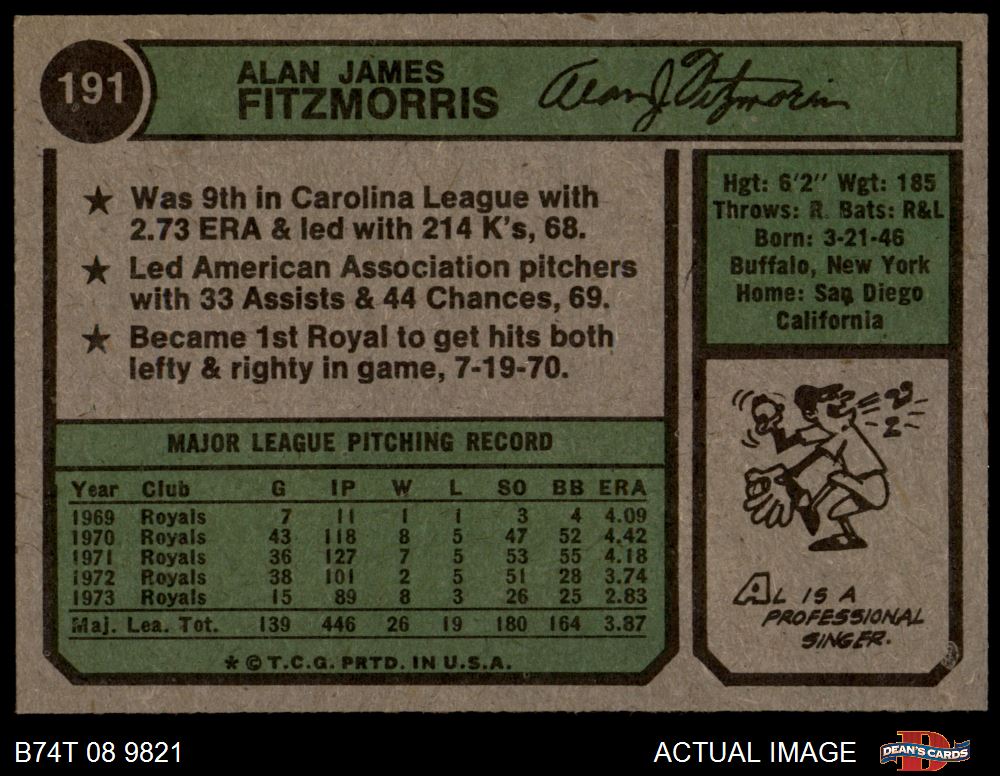 191
ALAN JAMES
FITZMORRIS
Alan J. Fitzmorris
★ Was 9th in Carolina League with
2.73 ERA & led with 214 K's, 68.
★ Led American Association pitchers
with 33 Assists & 44 Chances, 69.
★ Became 1st Royal to get hits both
lefty & righty in game, 7-19-70.
Hgt: 6'2" Wgt: 185
Throws: R. Bats: R&L
Born: 3-21-46
Buffalo, New York
Home: San Diego
California
MAJOR LEAGUE PITCHING RECORD
Year Club G IP W L SO BB ERA
1969 Royals 7 11 1 1 3 4 4.09
1970 Royals 43 118 8 5 47 52 4.42
1971 Royals 36 127 7 5 53 55 4.18
1972 Royals 38 101 2 5 51 28 3.74
1973 Royals 15 89 8 3 26 25 2.83
Maj. Lea. Tot. 139 446 26 19 180 164 3.87
★ © T.C.G. PRTD. IN U.S.A.
AL IS A
PROFESSIONAL
SINGER.
B74T 08 9821
ACTUAL IMAGE
D
DEAN'S CARDS